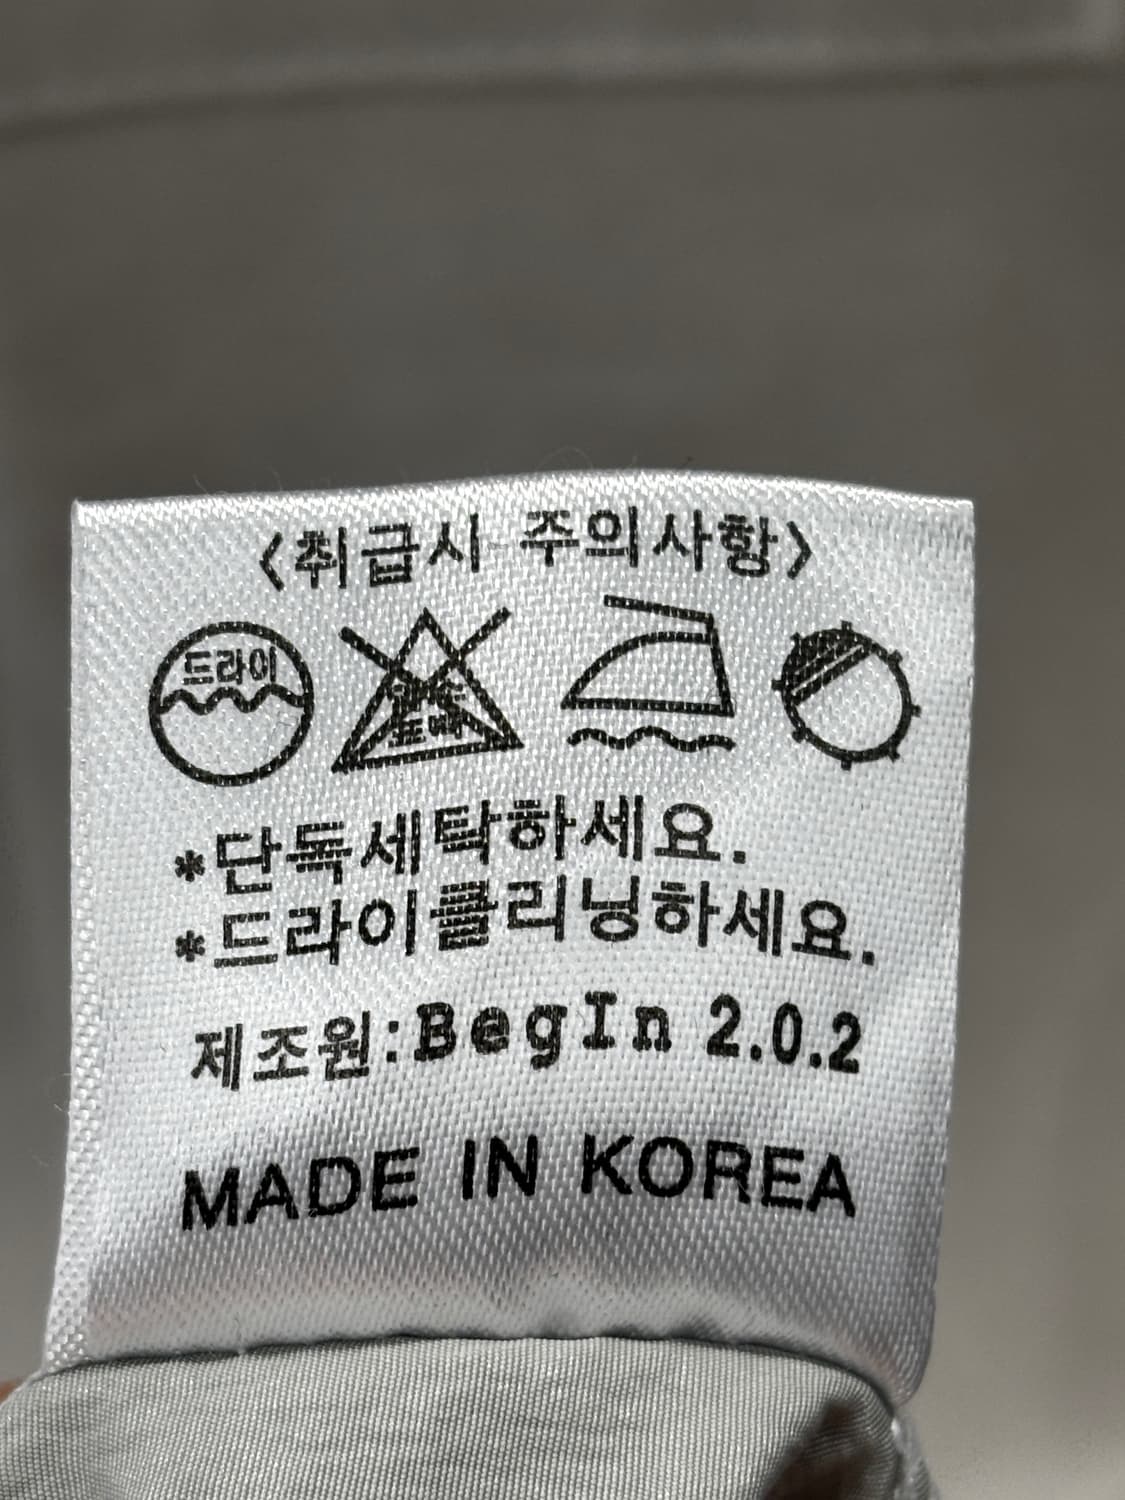 <취급시 주의사항>
드라이
*단독세탁하세요.
*드라이클리닝하세요.
제조원:BegIn 2.0.2
MADE IN KOREA